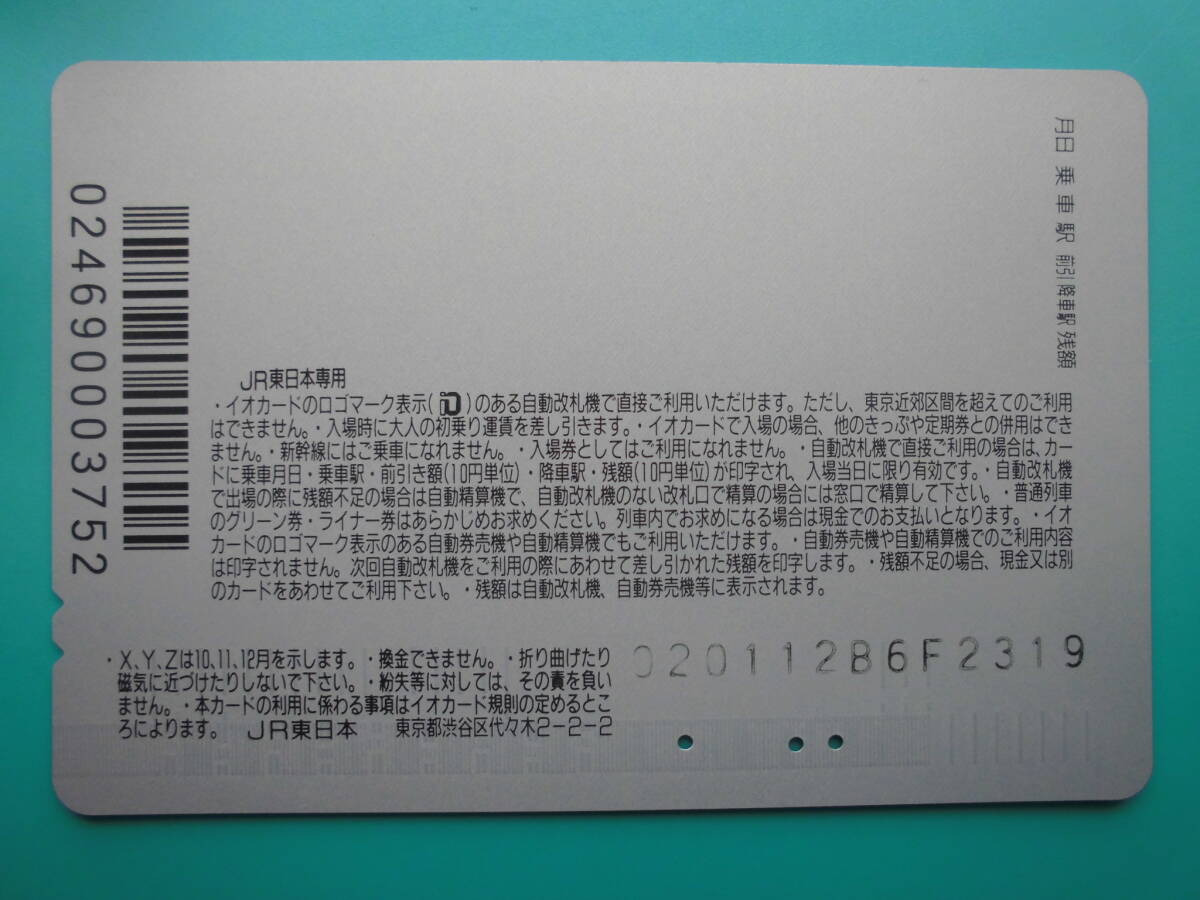 月日 乗車駅 前引 降車駅 残額
0246900003752
JR東日本専用
・イオカードのロゴマーク表示(iO)のある自動改札機で直接ご利用いただけます。ただし、東京近郊区間を超えてのご利用
はできません。・入場時に大人の初乗り運賃を差し引きます。・イオカードで入場の場合、他のきっぷや定期券との併用はでき
ません。・新幹線にはご乗車になれません。・入場券としてはご利用になれません。・自動改札機で直接ご利用の場合は、カー
ドに乗車月日・乗車駅・前引き額(10円単位)・降車駅・残額(10円単位)が印字され、入場当日に限り有効です。・自動改札機
で出場の際に残額不足の場合は自動精算機で、自動改札機のない改札口で精算の場合には窓口で精算して下さい。・普通列車
のグリーン券・ライナー券はあらかじめお求めください。列車内でお求めになる場合は現金でのお支払いとなります。・イオ
カードのロゴマーク表示のある自動券売機や自動精算機でもご利用いただけます。・自動券売機や自動精算機でのご利用内容
は印字されません。次回自動改札機をご利用の際にあわせて差し引かれた残額を印字します。・残額不足の場合、現金又は別
のカードをあわせてご利用下さい。・残額は自動改札機、自動券売機等に表示されます。
0201128B6F2319
・X、Y、Zは10、11、12月を示します。・換金できません。・折り曲げたり
磁気に近づけたりしないで下さい。・紛失等に対しては、その責を負い
ません。・本カードの利用に係わる事項はイオカード規則の定めるとこ
ろによります。 JR東日本 東京都渋谷区代々木2-2-2